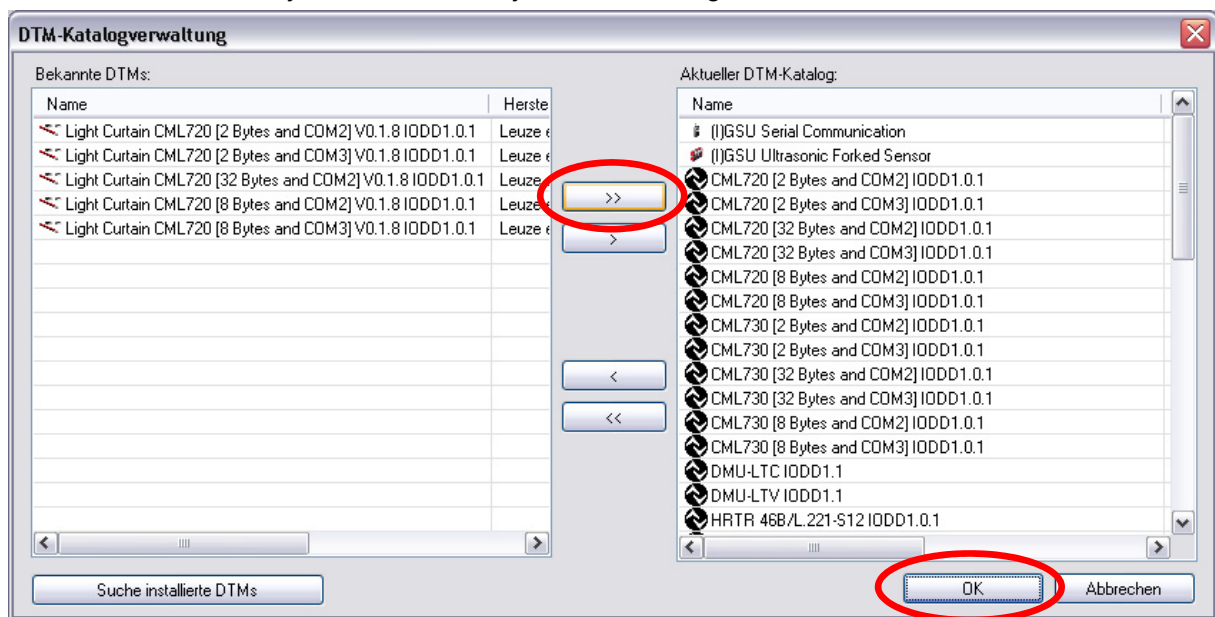 DTM-Katalogverwaltung
Bekannte DTMs:
Name Herste
Light Curtain CML720 [2 Bytes and COM2] V0.1.8 IODD1.0.1 Leuze e
Light Curtain CML720 [2 Bytes and COM3] V0.1.8 IODD1.0.1 Leuze e
Light Curtain CML720 [32 Bytes and COM2] V0.1.8 IODD1.0.1 Leuze
Light Curtain CML720 [8 Bytes and COM2] V0.1.8 IODD1.0.1 Leuze e
Light Curtain CML720 [8 Bytes and COM3] V0.1.8 IODD1.0.1 Leuze e
Suche installierte DTMs
>>
>
<
<<
Aktueller DTM-Katalog:
Name
(I)GSU Serial Communication
(I)GSU Ultrasonic Forked Sensor
CML720 [2 Bytes and COM2] IODD1.0.1
CML720 [2 Bytes and COM3] IODD1.0.1
CML720 [32 Bytes and COM2] IODD1.0.1
CML720 [32 Bytes and COM3] IODD1.0.1
CML720 [8 Bytes and COM2] IODD1.0.1
CML720 [8 Bytes and COM3] IODD1.0.1
CML730 [2 Bytes and COM2] IODD1.0.1
CML730 [2 Bytes and COM3] IODD1.0.1
CML730 [32 Bytes and COM2] IODD1.0.1
CML730 [32 Bytes and COM3] IODD1.0.1
CML730 [8 Bytes and COM2] IODD1.0.1
CML730 [8 Bytes and COM3] IODD1.0.1
DMU-LTC IODD1.1
DMU-LTV IODD1.1
HRTR 46B/L.221-S12 IODD1.0.1
OK
Abbrechen